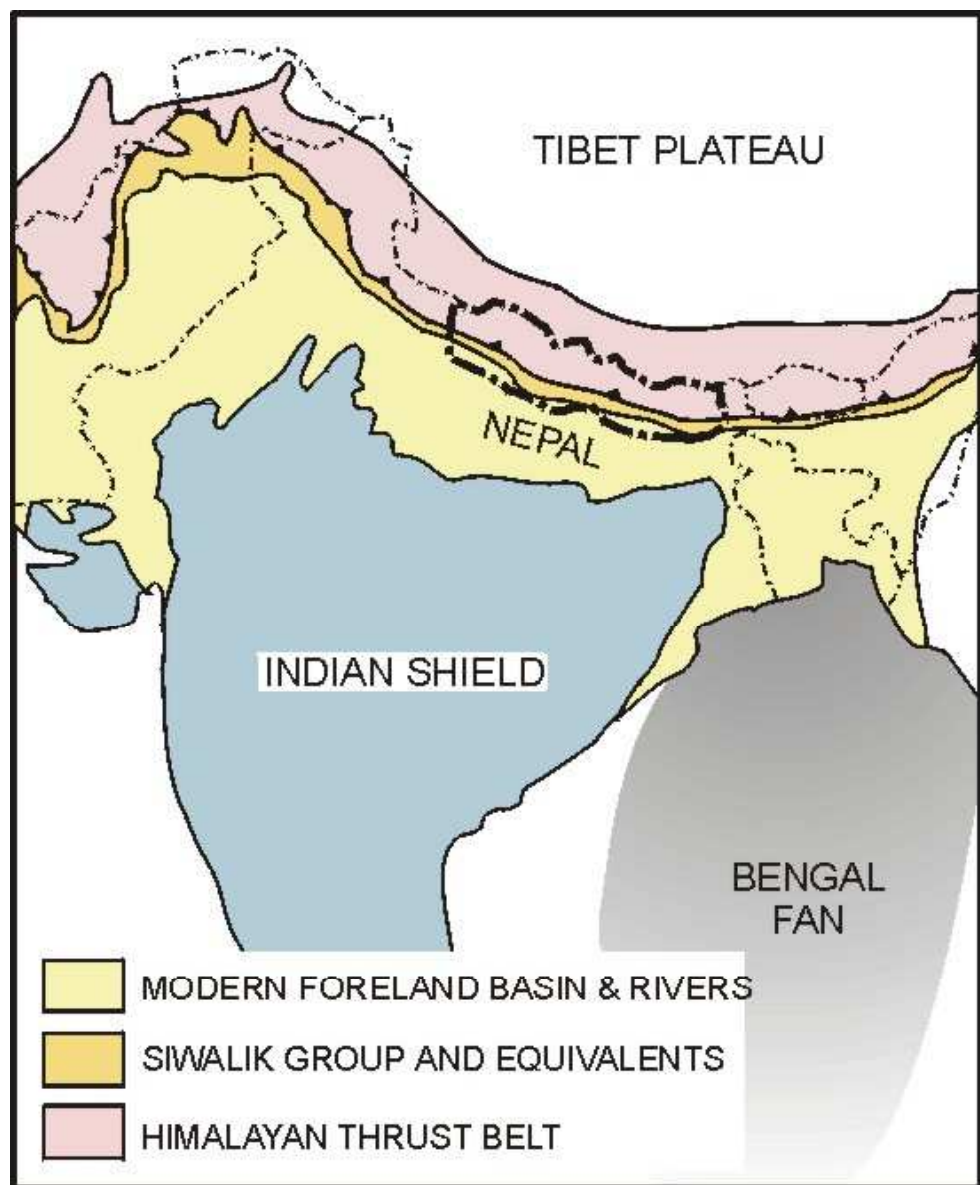 TIBET PLATEAU
NEPAL
INDIAN SHIELD
BENGAL
FAN
MODERN FORELAND BASIN & RIVERS
SIWALIK GROUP AND EQUIVALENTS
HIMALAYAN THRUST BELT